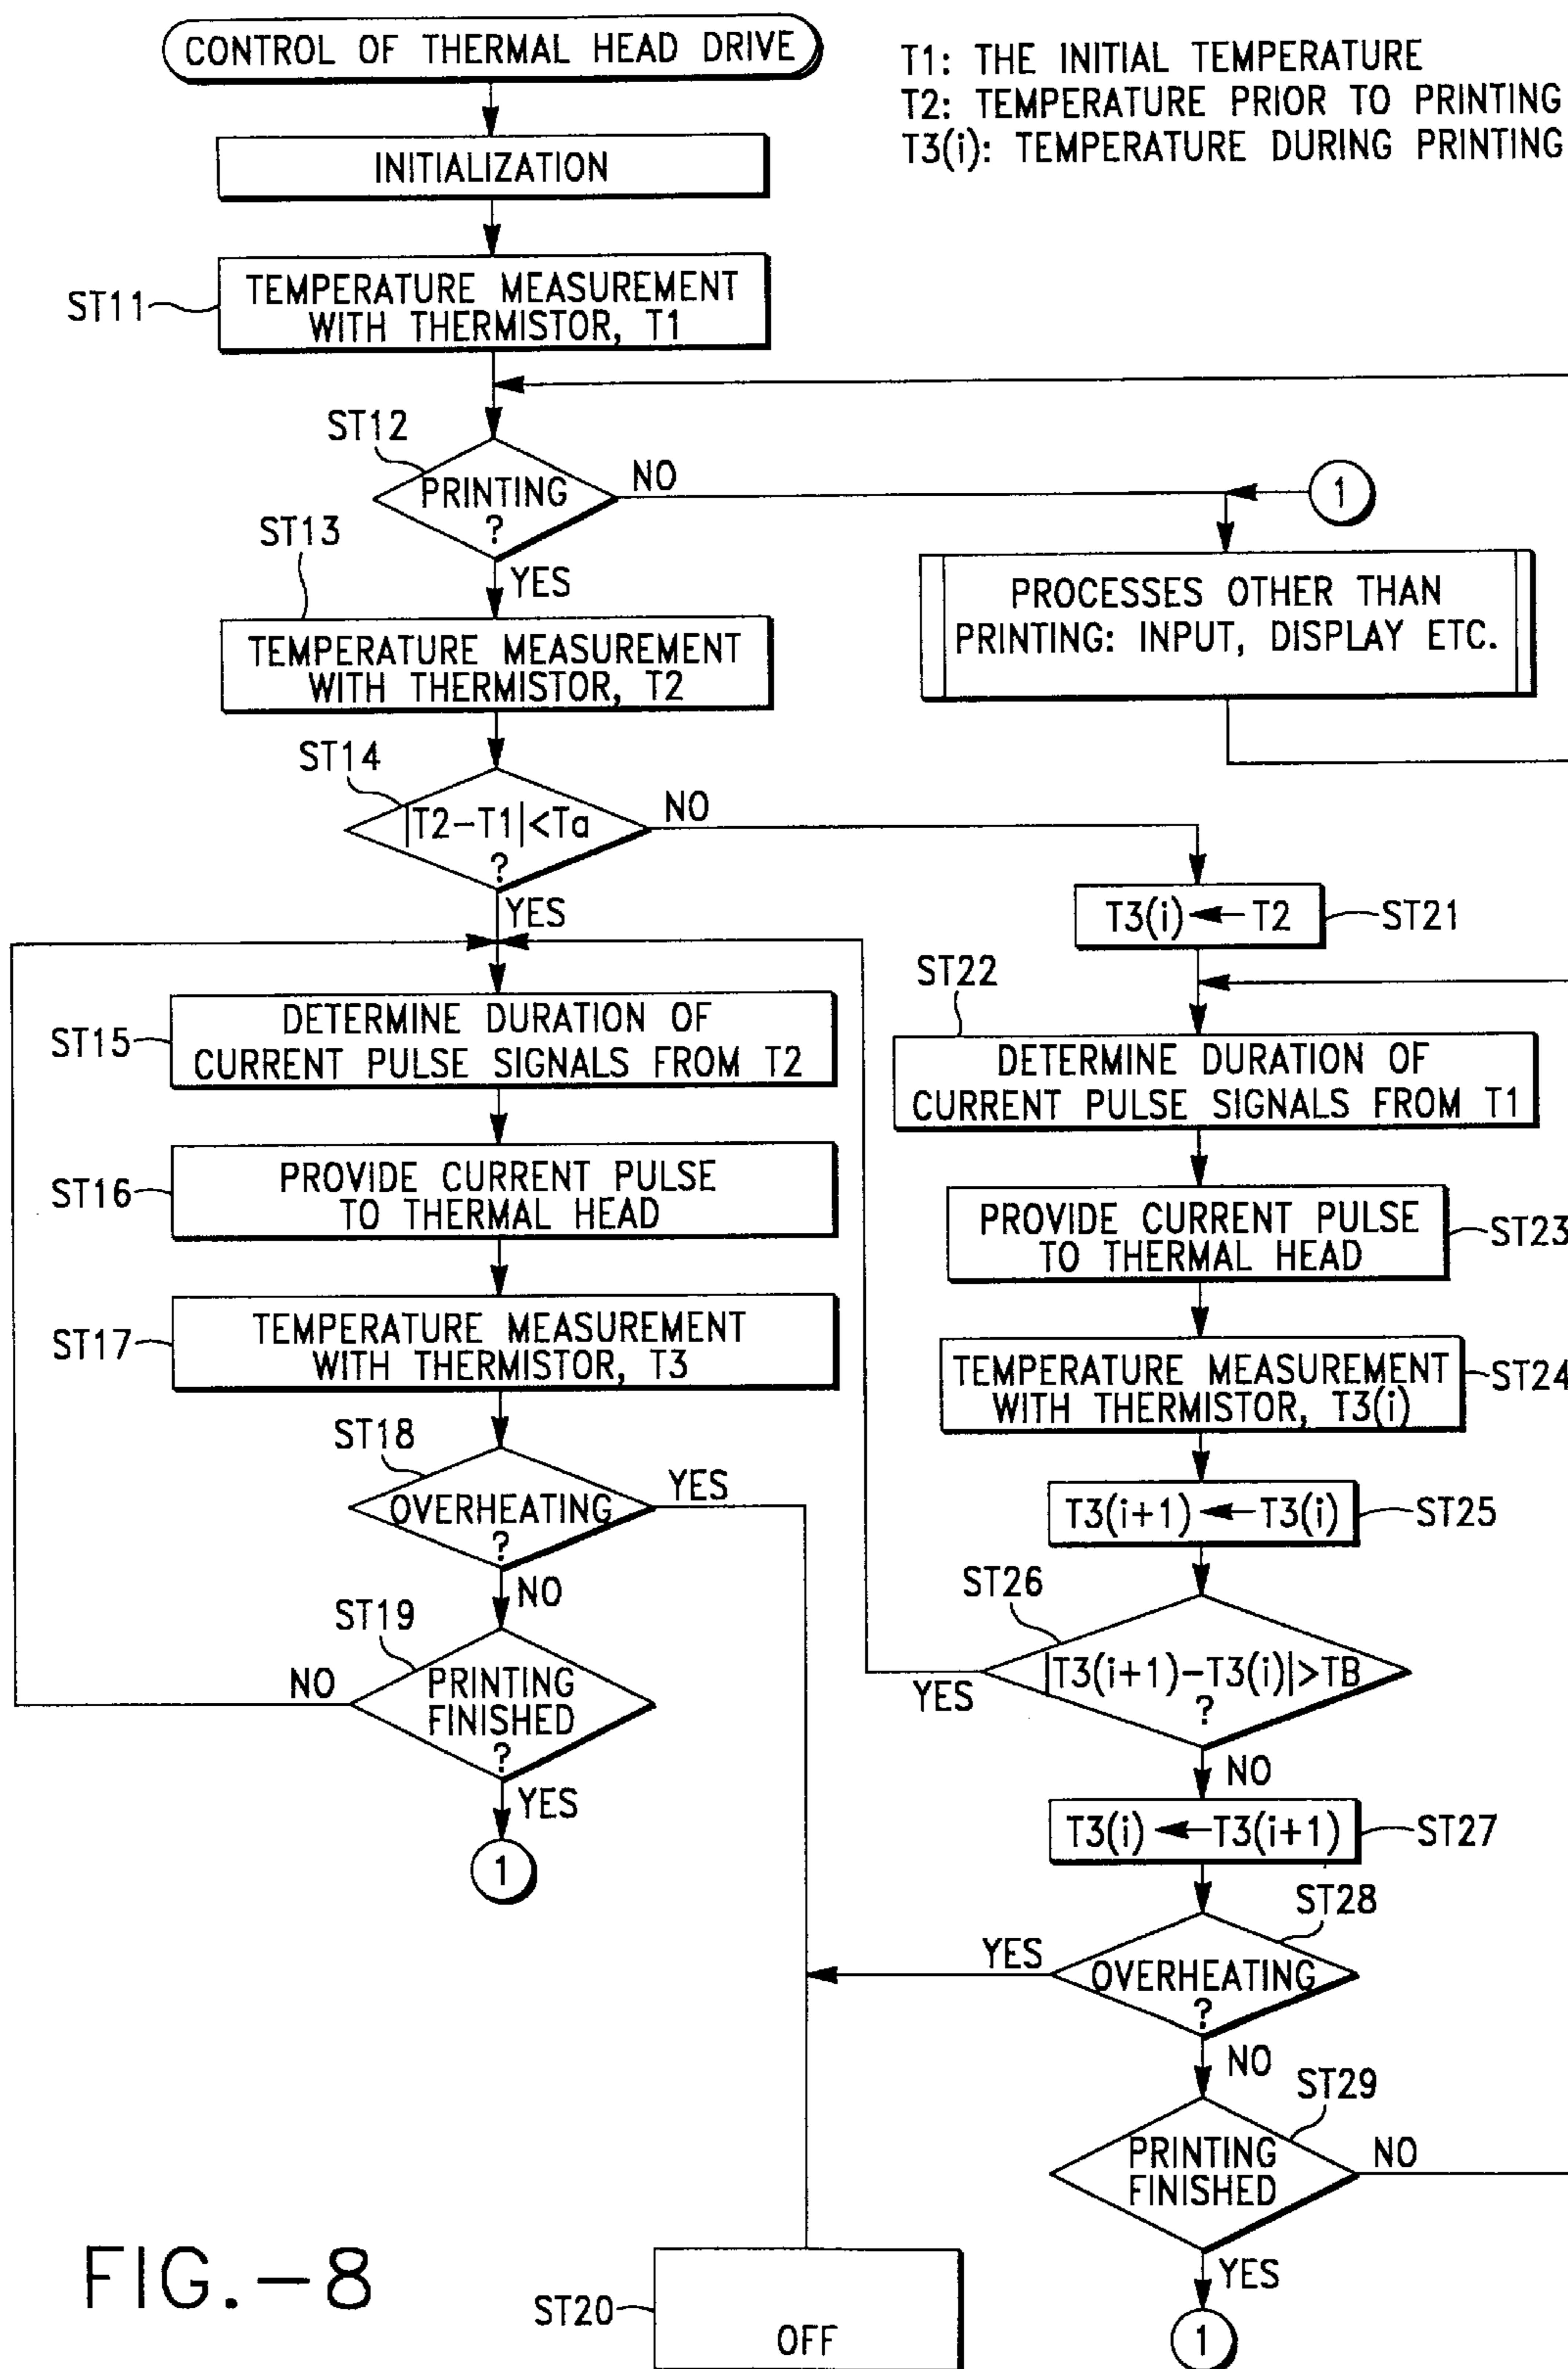 CONTROL OF THERMAL HEAD DRIVE
T1: THE INITIAL TEMPERATURE
T2: TEMPERATURE PRIOR TO PRINTING
T3(i): TEMPERATURE DURING PRINTING
INITIALIZATION
ST11
TEMPERATURE MEASUREMENT
WITH THERMISTOR, T1
ST12
PRINTING
?
NO
1
YES
PROCESSES OTHER THAN
PRINTING: INPUT, DISPLAY ETC.
ST13
TEMPERATURE MEASUREMENT
WITH THERMISTOR, T2
ST14
|T2-T1|<Ta
?
NO
YES
T3(i) ← T2
ST21
ST15
DETERMINE DURATION OF
CURRENT PULSE SIGNALS FROM T2
ST22
DETERMINE DURATION OF
CURRENT PULSE SIGNALS FROM T1
ST16
PROVIDE CURRENT PULSE
TO THERMAL HEAD
PROVIDE CURRENT PULSE
TO THERMAL HEAD
ST23
ST17
TEMPERATURE MEASUREMENT
WITH THERMISTOR, T3
TEMPERATURE MEASUREMENT
WITH THERMISTOR, T3(i)
ST24
ST18
OVERHEATING
?
YES
NO
T3(i+1) ← T3(i)
ST25
ST19
PRINTING
FINISHED
?
NO
YES
1
ST26
|T3(i+1)-T3(i)|>TB
?
YES
NO
T3(i) ← T3(i+1)
ST27
ST28
OVERHEATING
?
YES
NO
ST29
PRINTING
FINISHED
NO
YES
1
ST20
OFF
FIG.-8